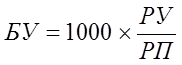 БУ = 1000 × РУ / РП